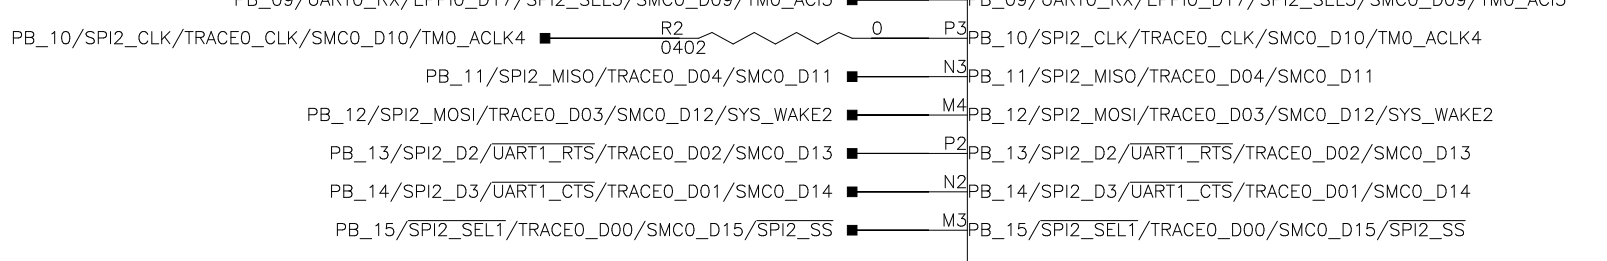 PB_10/SPI2_CLK/TRACE0_CLK/SMC0_D10/TM0_ACLK4 R2 0402 0 P3 PB_10/SPI2_CLK/TRACE0_CLK/SMC0_D10/TM0_ACLK4
PB_11/SPI2_MISO/TRACE0_D04/SMC0_D11 N3 PB_11/SPI2_MISO/TRACE0_D04/SMC0_D11
PB_12/SPI2_MOSI/TRACE0_D03/SMC0_D12/SYS_WAKE2 M4 PB_12/SPI2_MOSI/TRACE0_D03/SMC0_D12/SYS_WAKE2
PB_13/SPI2_D2/UART1_RTS/TRACE0_D02/SMC0_D13 P2 PB_13/SPI2_D2/UART1_RTS/TRACE0_D02/SMC0_D13
PB_14/SPI2_D3/UART1_CTS/TRACE0_D01/SMC0_D14 N2 PB_14/SPI2_D3/UART1_CTS/TRACE0_D01/SMC0_D14
PB_15/SPI2_SEL1/TRACE0_D00/SMC0_D15/SPI2_SS M3 PB_15/SPI2_SEL1/TRACE0_D00/SMC0_D15/SPI2_SS